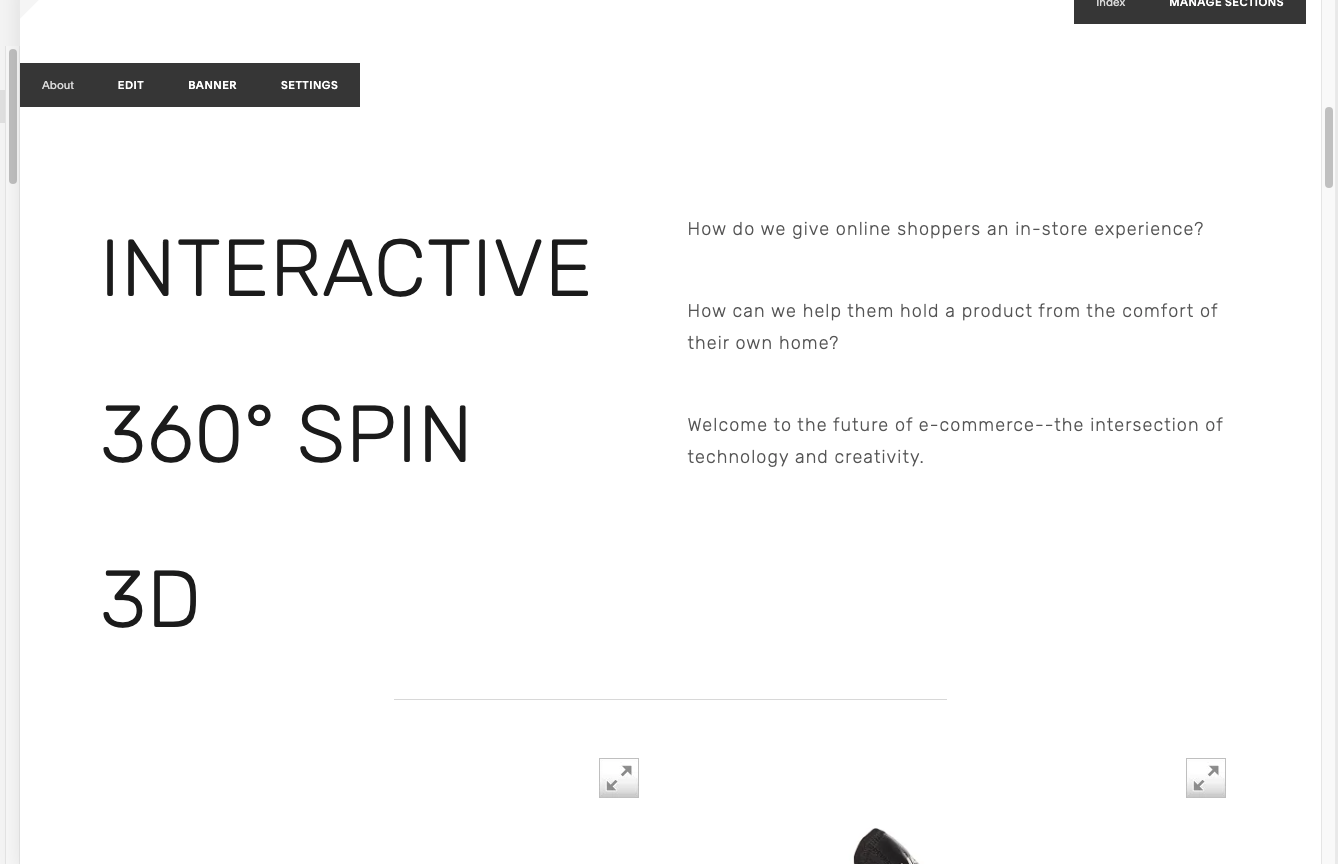 Index MANAGE SECTIONS
About EDIT BANNER SETTINGS
INTERACTIVE
360° SPIN
3D
How do we give online shoppers an in-store experience?
How can we help them hold a product from the comfort of
their own home?
Welcome to the future of e-commerce--the intersection of
technology and creativity.